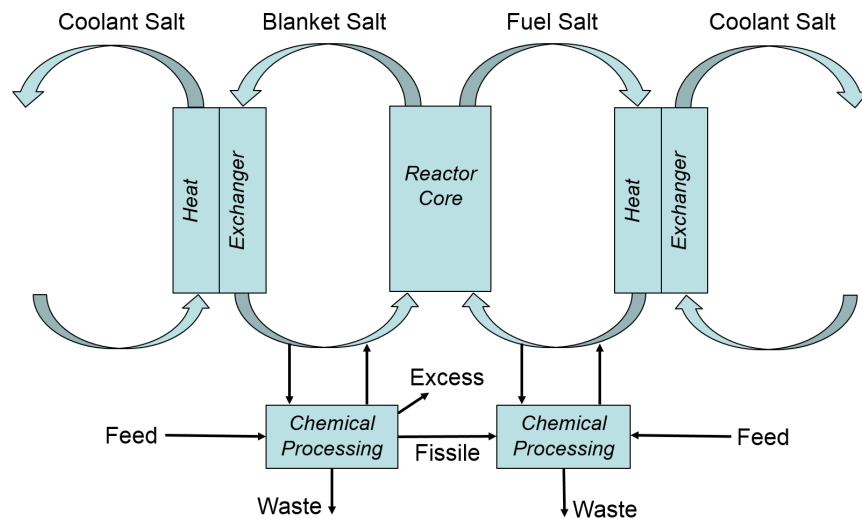 Coolant Salt
Blanket Salt
Fuel Salt
Coolant Salt
Heat
Exchanger
Reactor
Core
Heat
Exchanger
Excess
Feed
Chemical
Processing
Fissile
Chemical
Processing
Feed
Waste
Waste